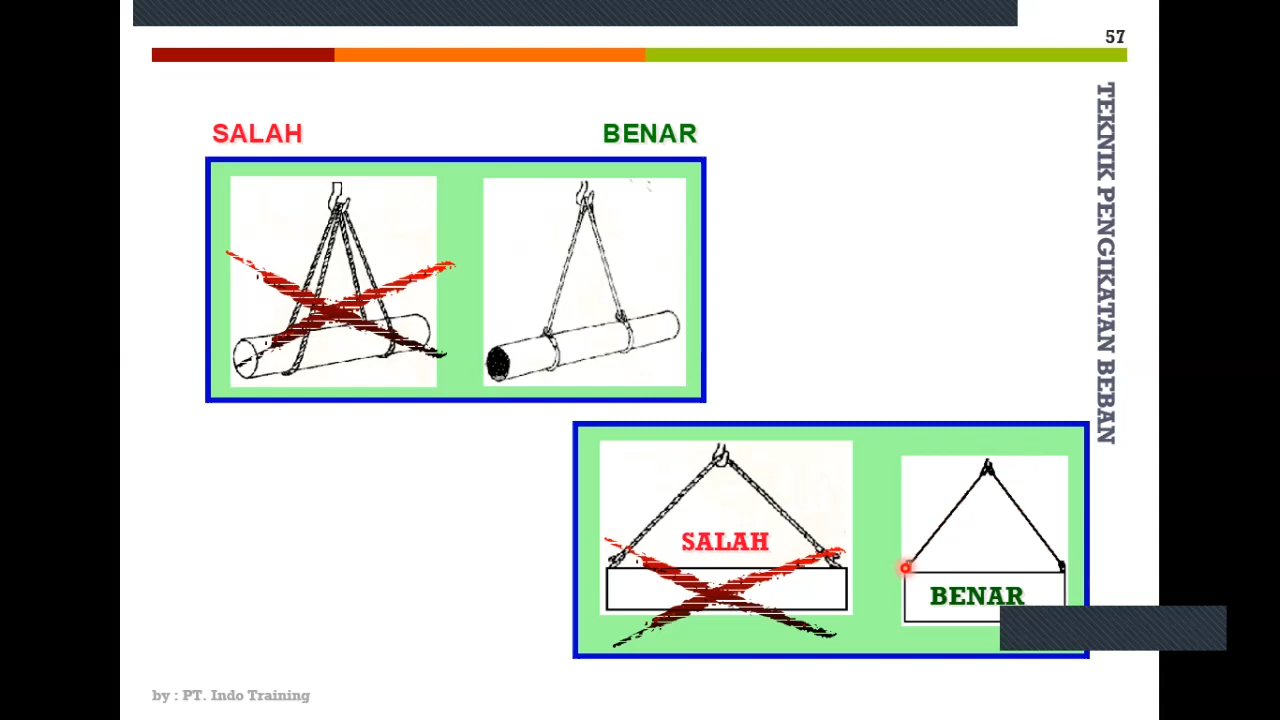 57
TEKNIK PENGIKATAN BEBAN
SALAH
BENAR
SALAH
BENAR
by : PT. Indo Training